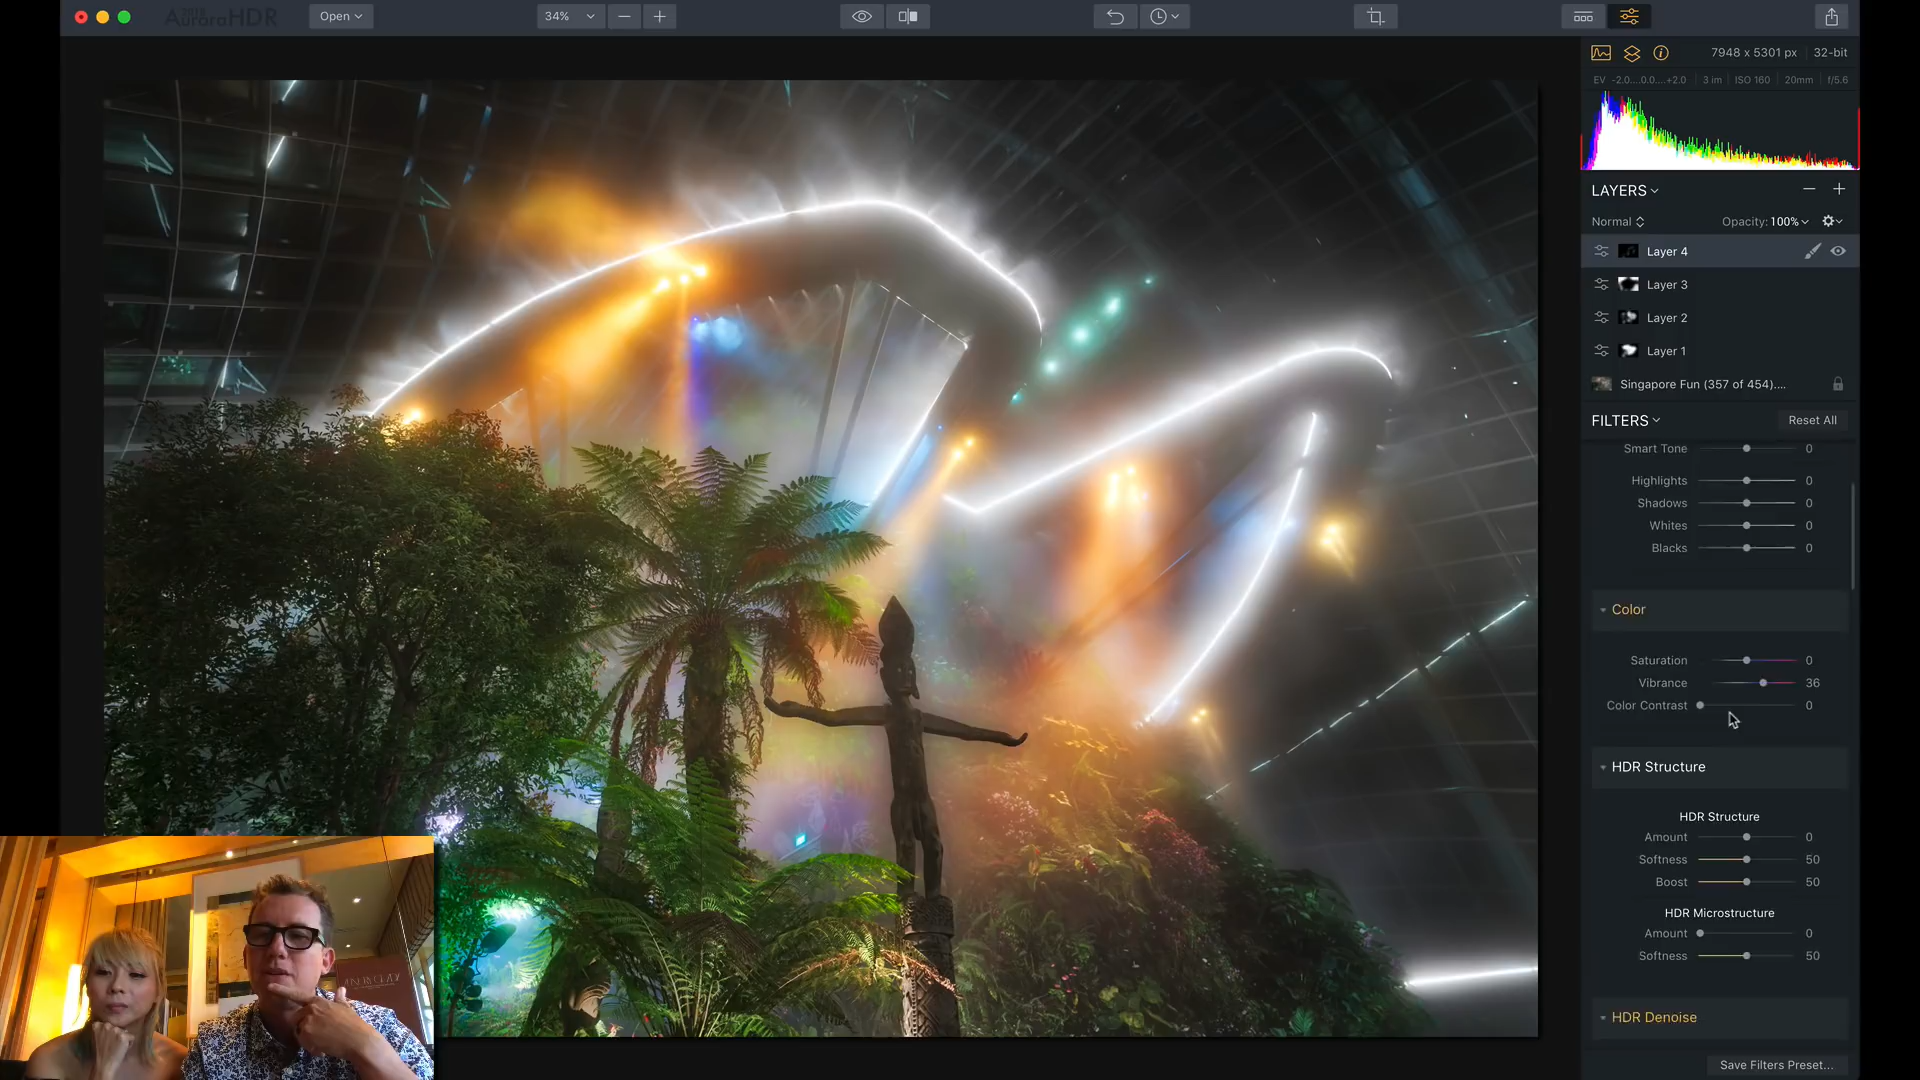 AuroraHDR
2018
Open
34%
7948 x 5301 px 32-bit
EV -2.0....0.0....+2.0 3 im ISO 160 20mm f/5.6
LAYERS
Normal Opacity: 100%
Layer 4
Layer 3
Layer 2
Layer 1
Singapore Fun (357 of 454)....
FILTERS Reset All
Smart Tone 0
Highlights 0
Shadows 0
Whites 0
Blacks 0
Color
Saturation 0
Vibrance 36
Color Contrast 0
HDR Structure
HDR Structure
Amount 0
Softness 50
Boost 50
HDR Microstructure
Amount 0
Softness 50
HDR Denoise
Save Filters Preset...